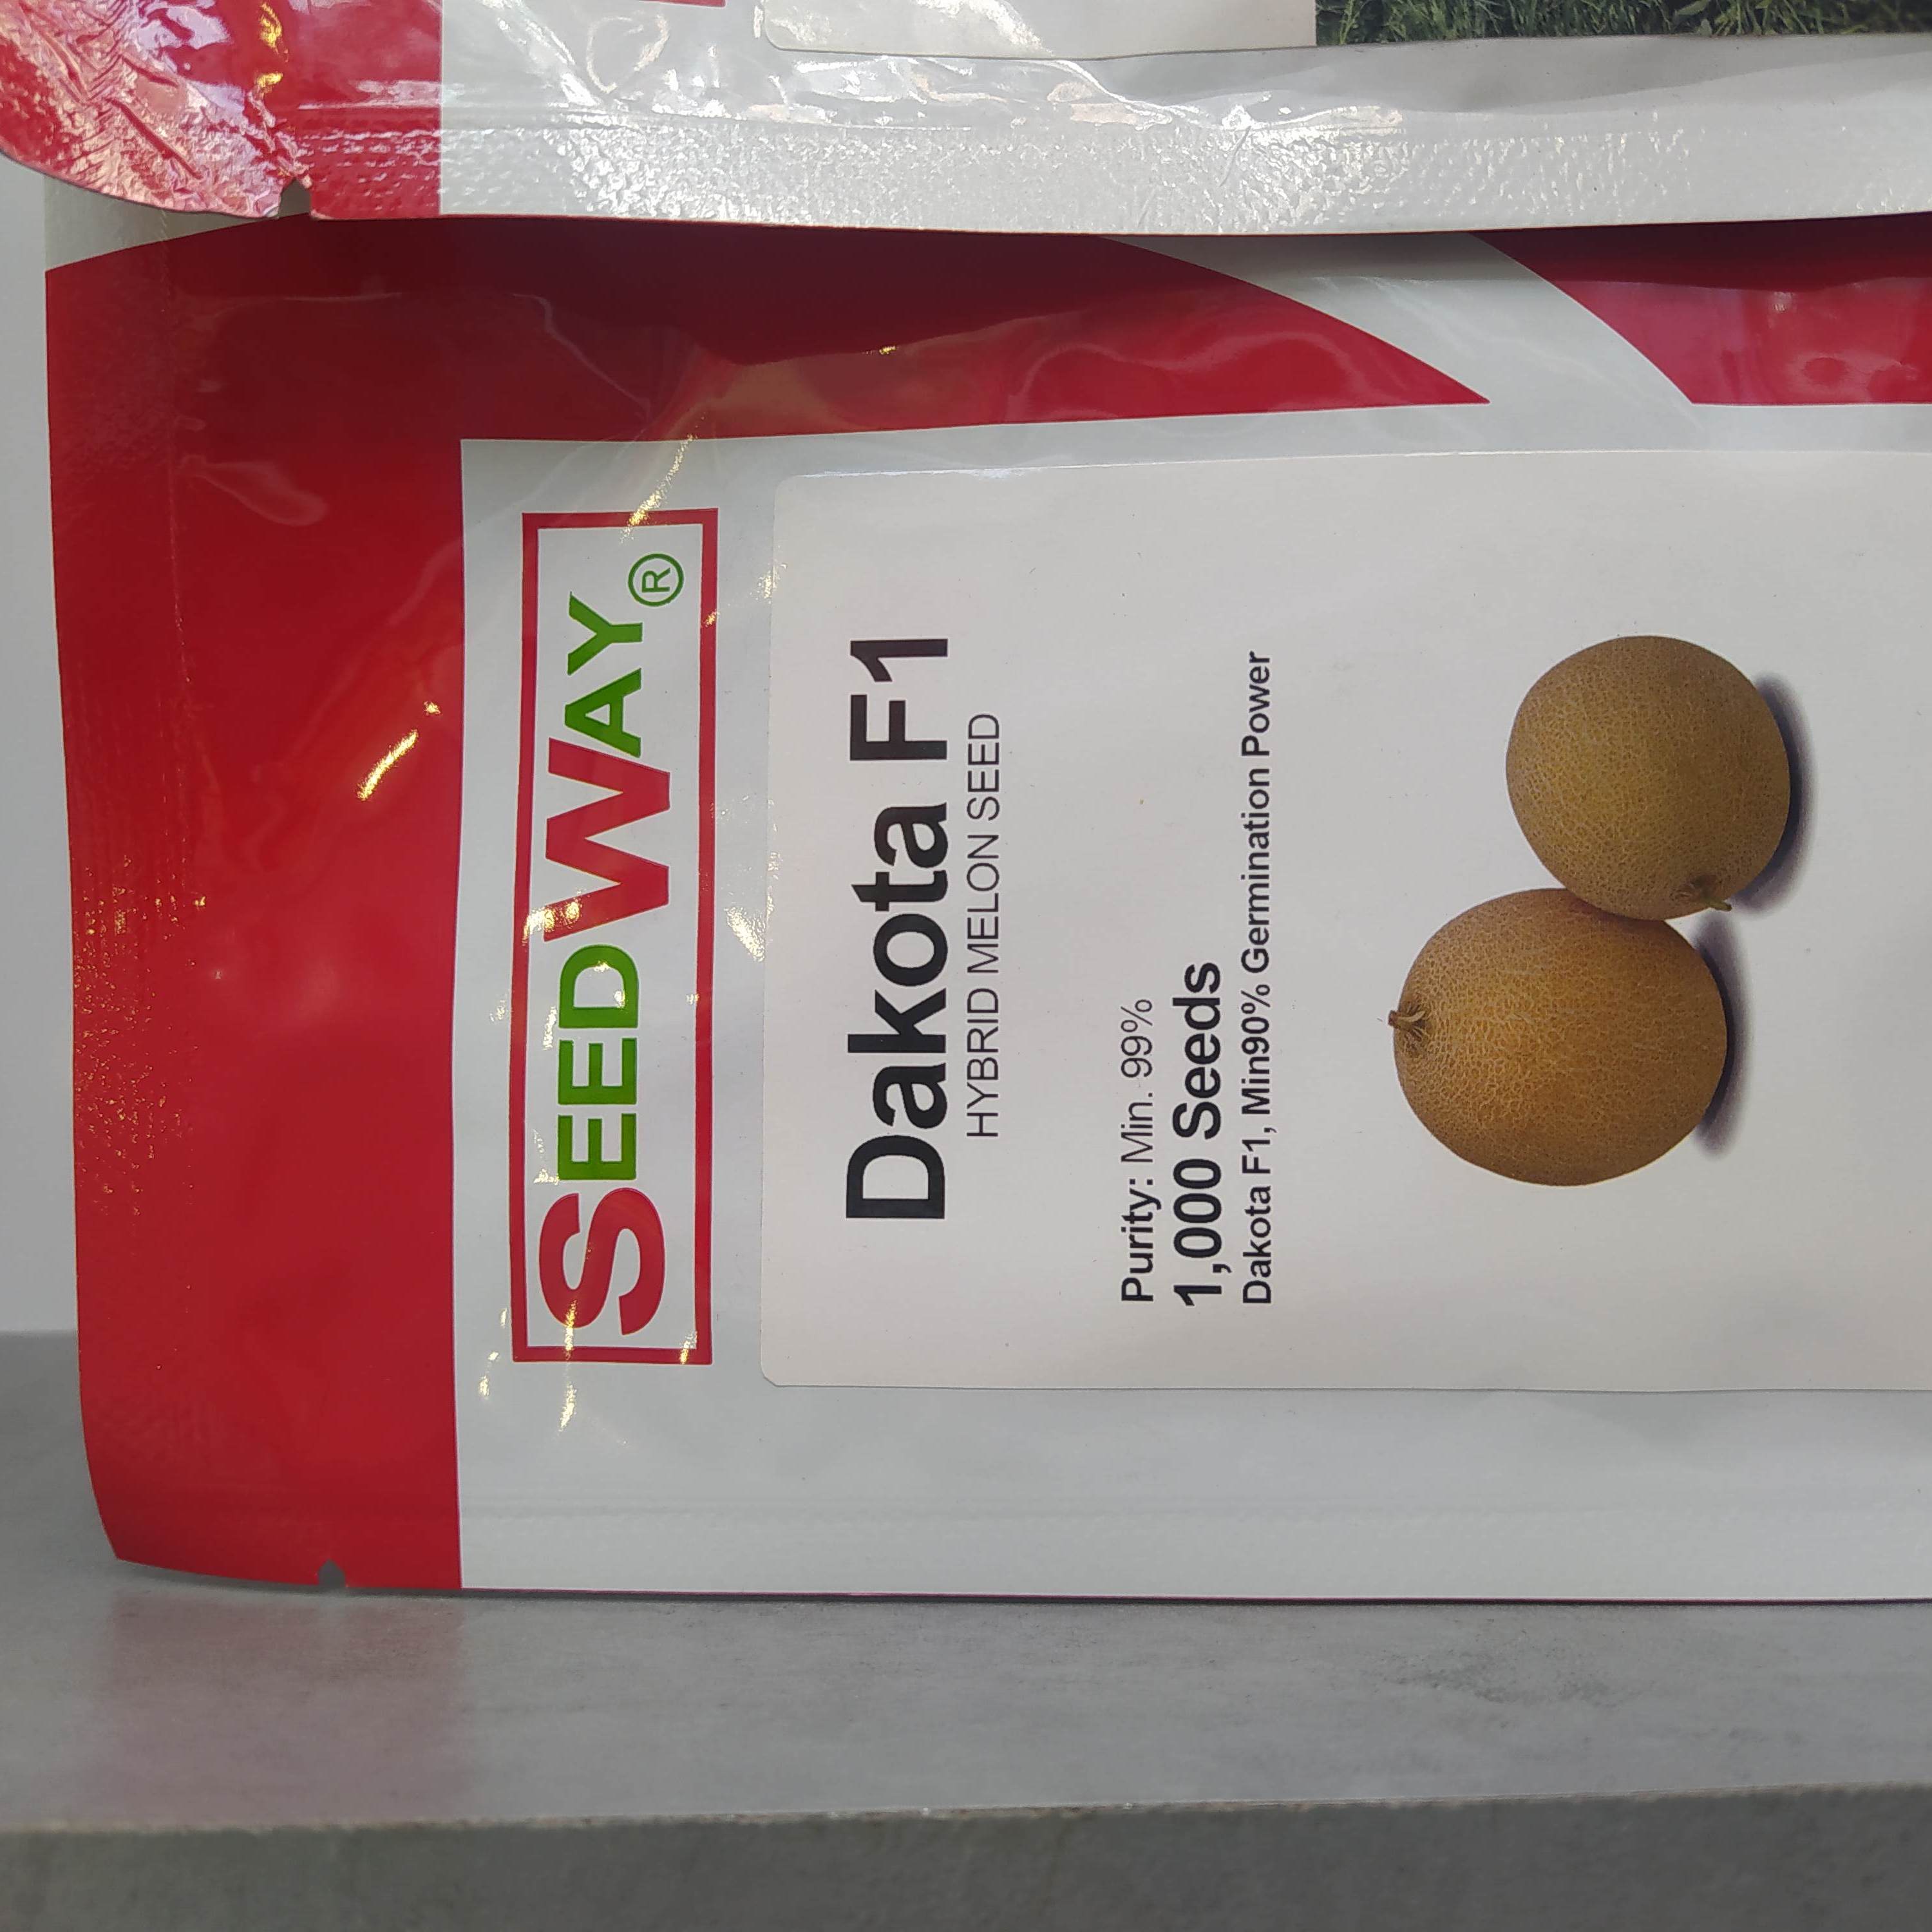 SEEDWAY®
Dakota F1
HYBRID MELON SEED
Purity: Min. 99%
1,000 Seeds
Dakota F1, Min90% Germination Power